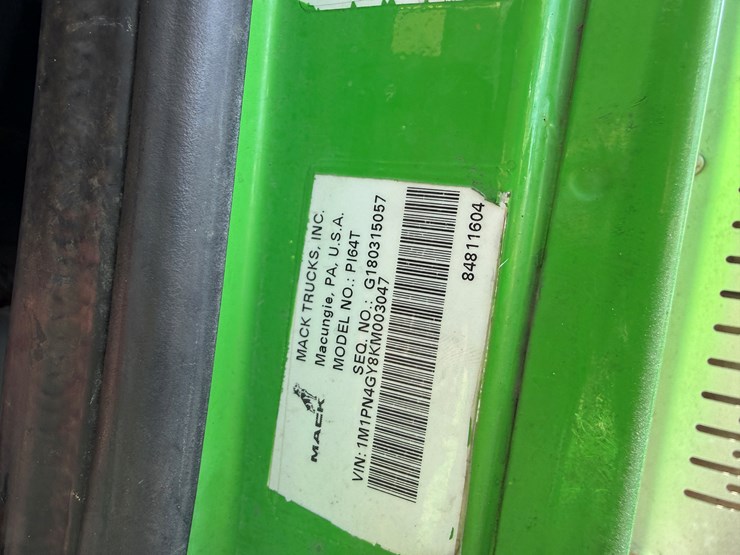 MACK
MACK TRUCKS, INC.
Macungie, PA, U.S.A.
MODEL NO.: PI64T
SEQ. NO.: G180315057
VIN: 1M1PN4GY8KM003047
84811604